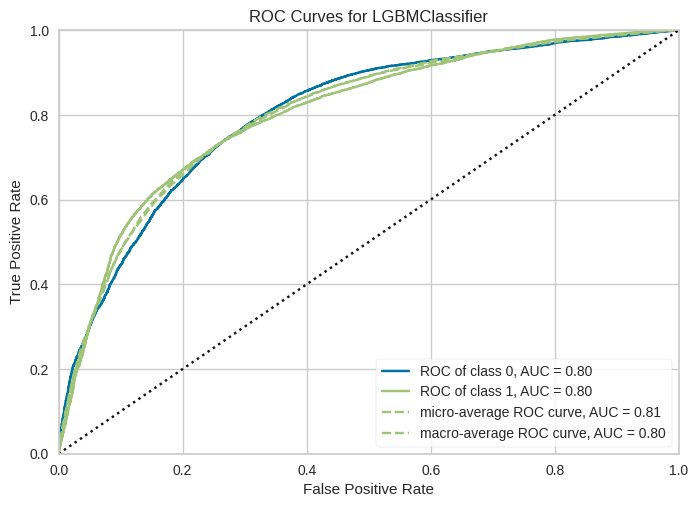 ROC Curves for LGBMClassifier
True Positive Rate
1.0
0.8
0.6
0.4
0.2
0.0
ROC of class 0, AUC = 0.80
ROC of class 1, AUC = 0.80
micro-average ROC curve, AUC = 0.81
macro-average ROC curve, AUC = 0.80
0.0 0.2 0.4 0.6 0.8 1.0
False Positive Rate